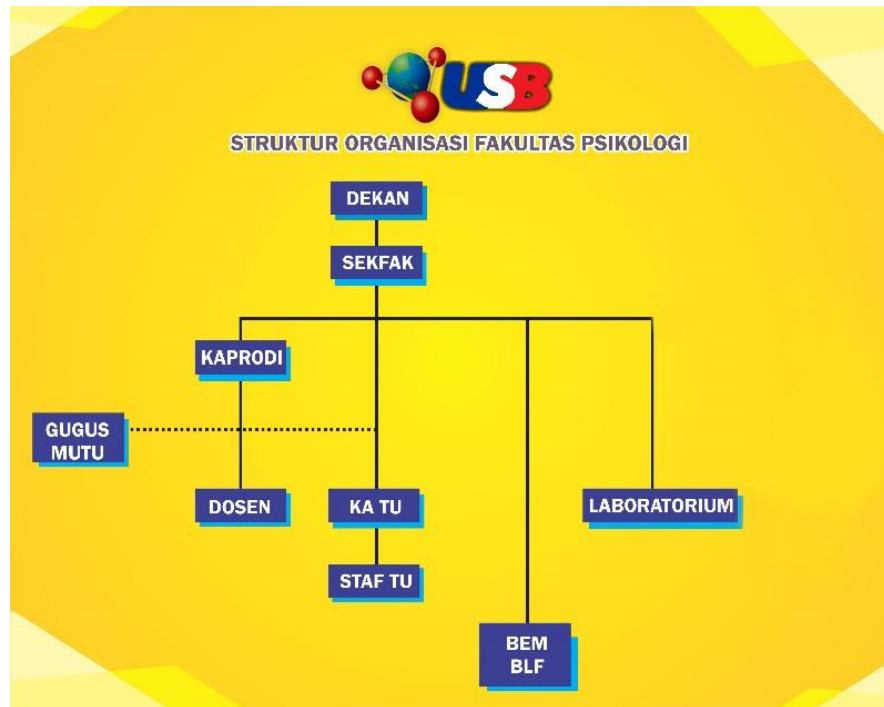 USB
STRUKTUR ORGANISASI FAKULTAS PSIKOLOGI
DEKAN
SEKFAK
KAPRODI
GUGUS
MUTU
DOSEN
KA TU
LABORATORIUM
STAF TU
BEM
BLF